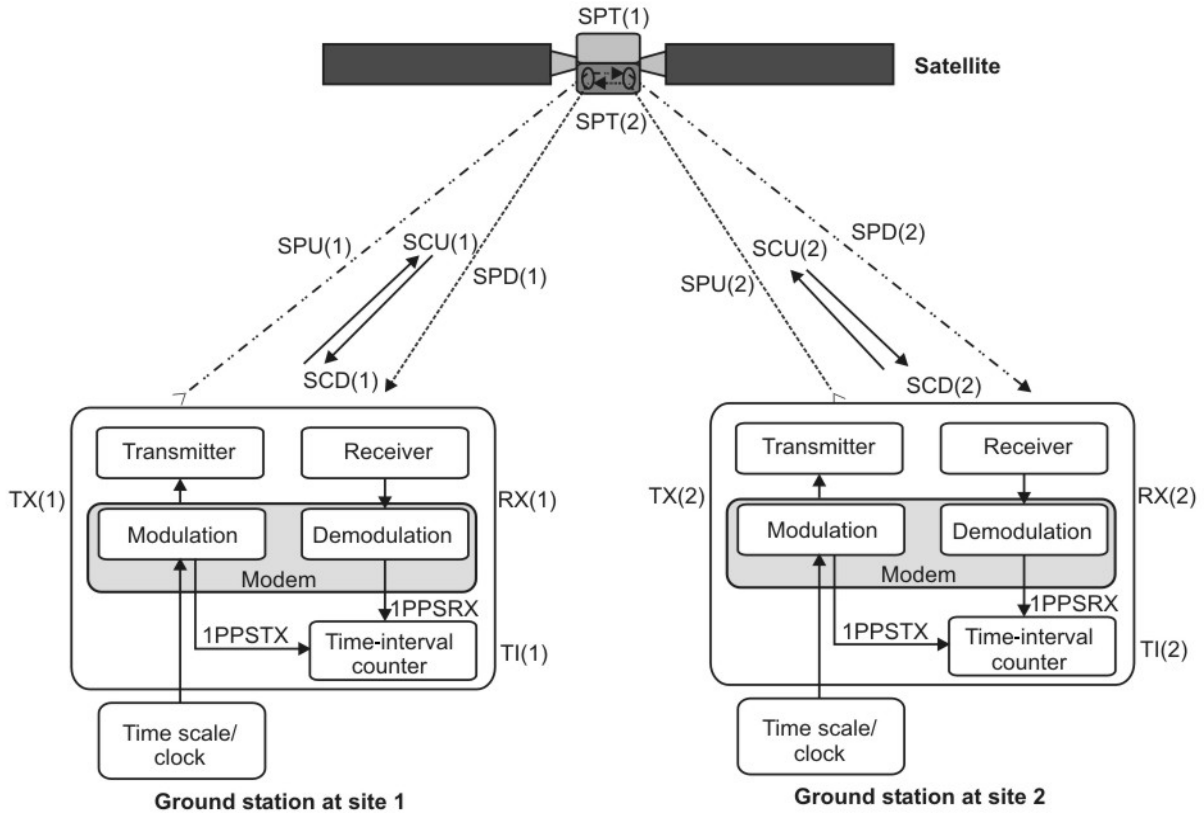 SPT(1)
Satellite
SPT(2)
SPU(1)
SCU(1)
SPD(1)
SCD(1)
SCU(2)
SPD(2)
SPU(2)
SCD(2)
TX(1)
Transmitter
Receiver
RX(1)
Modulation
Demodulation
Modem
1PPSRX
1PPSTX
Time-interval
counter
TI(1)
Time scale/
clock
Ground station at site 1
TX(2)
Transmitter
Receiver
RX(2)
Modulation
Demodulation
Modem
1PPSRX
1PPSTX
Time-interval
counter
TI(2)
Time scale/
clock
Ground station at site 2